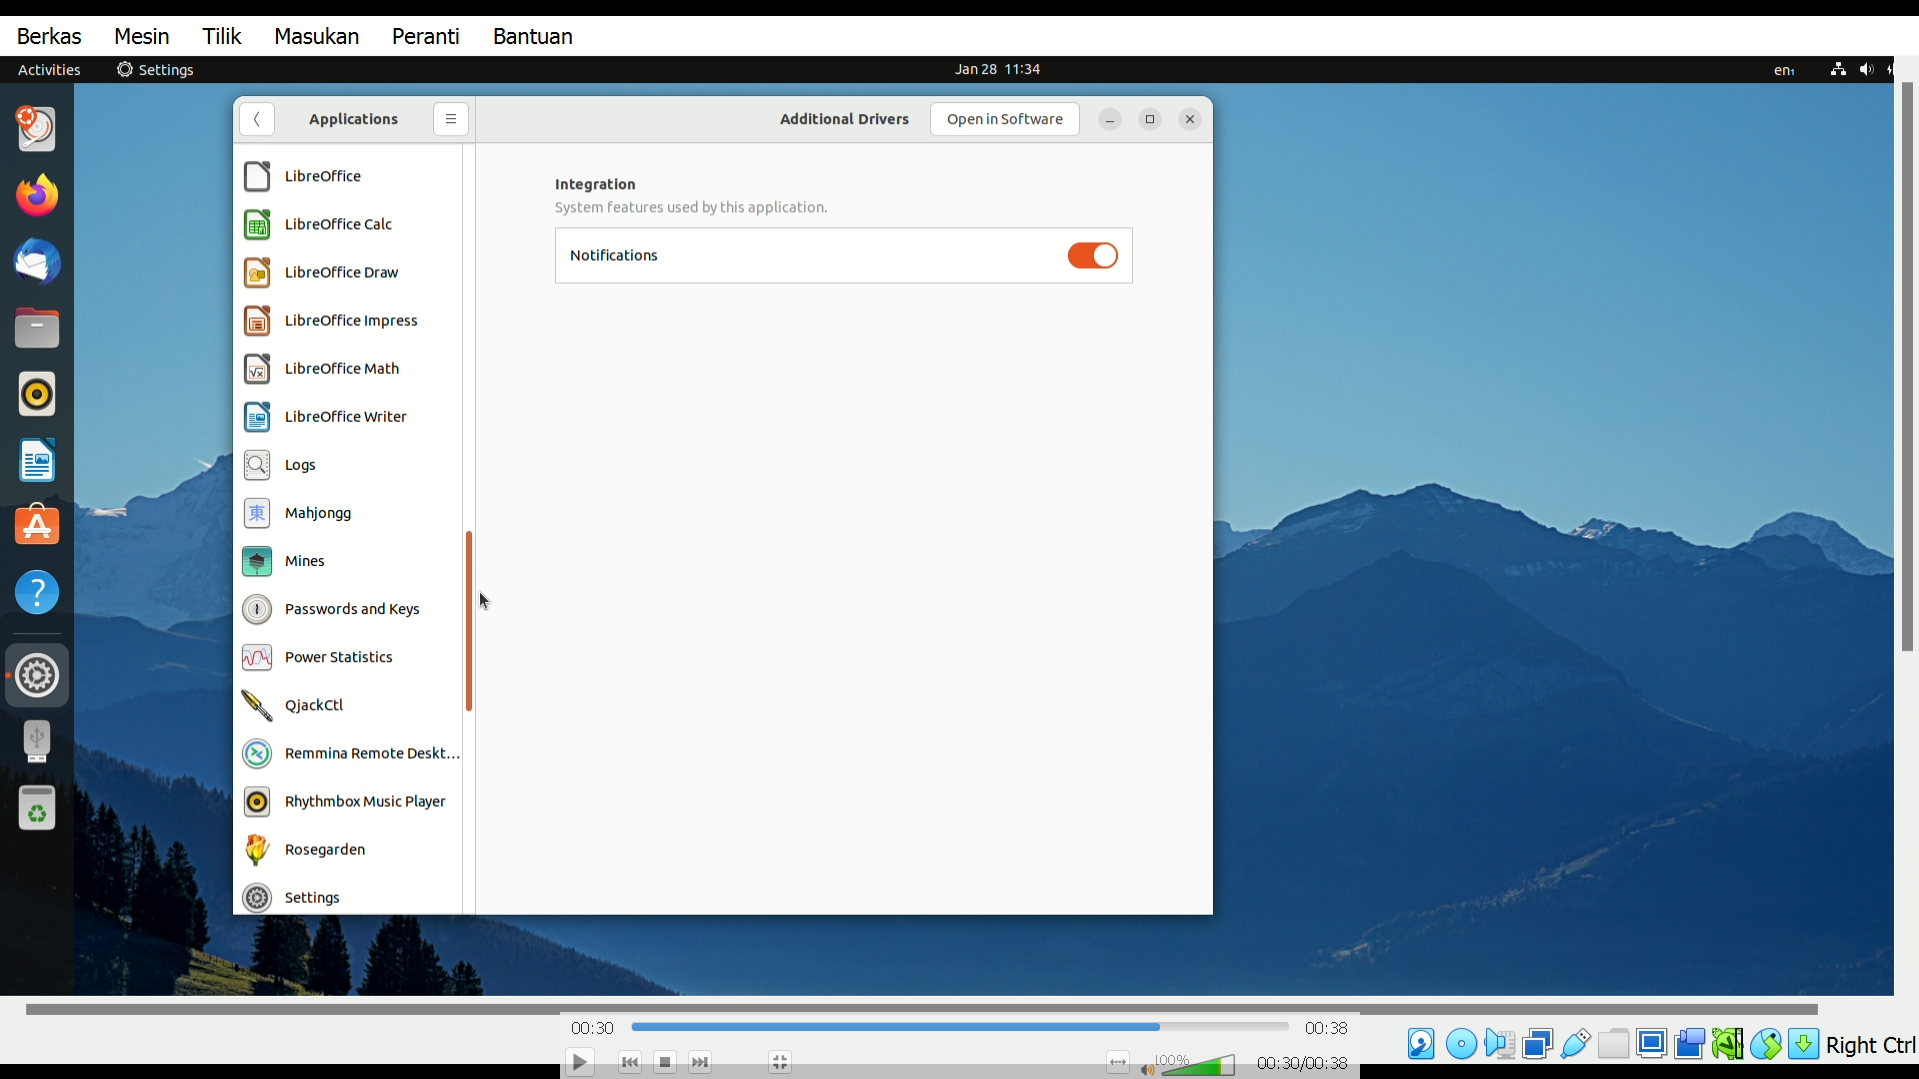 Berkas Mesin Tilik Masukan Peranti Bantuan
Activities Settings Jan 28 11:34 en1
Applications Additional Drivers Open in Software
LibreOffice
LibreOffice Calc
LibreOffice Draw
LibreOffice Impress
LibreOffice Math
LibreOffice Writer
Logs
Mahjongg
Mines
Passwords and Keys
Power Statistics
QjackCtl
Remmina Remote Deskt...
Rhythmbox Music Player
Rosegarden
Settings
Integration
System features used by this application.
Notifications
00:30 00:38
100% 00:30/00:38
Right Ctrl